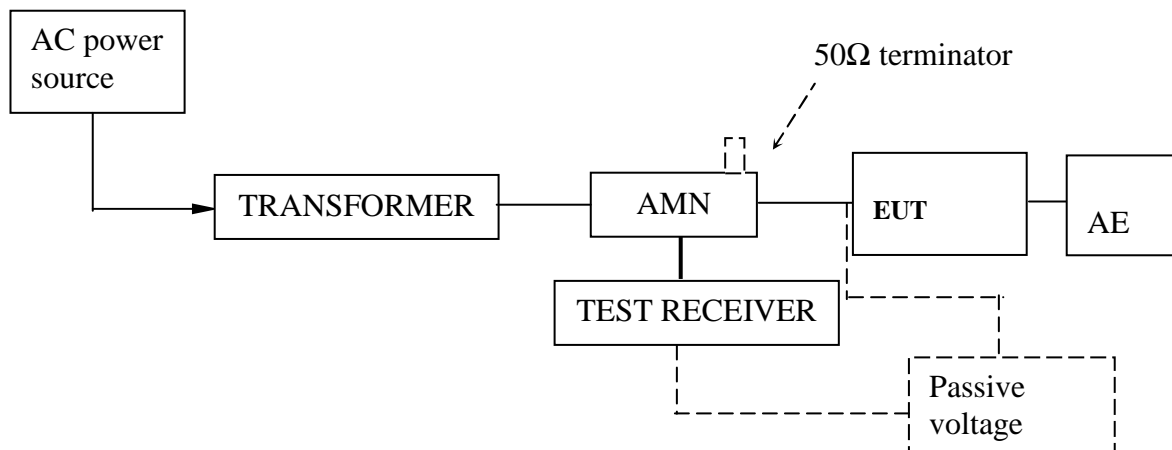 AC power
source
50Ω terminator
TRANSFORMER
AMN
EUT
AE
TEST RECEIVER
Passive
voltage